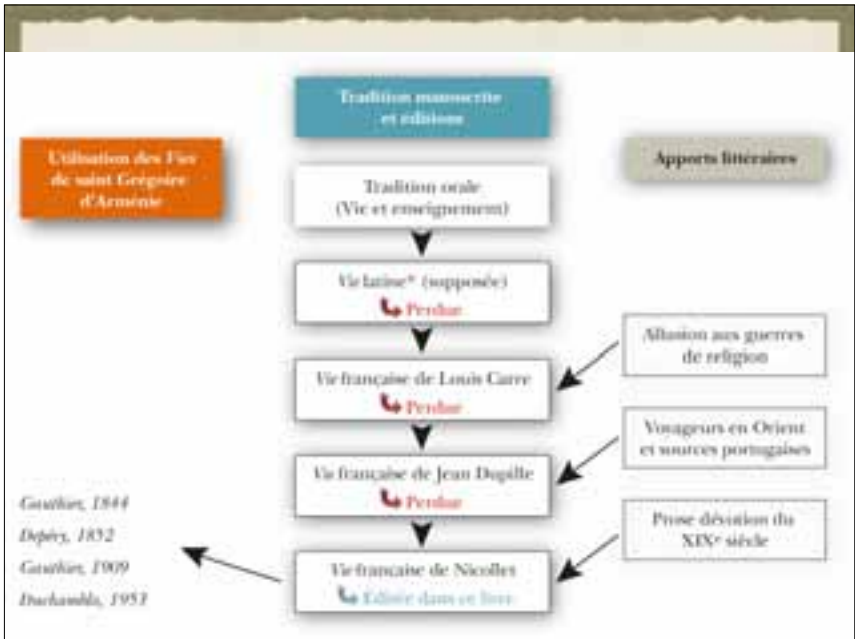 Tradition manuscrite
et éditions
Utilisation des Vies
de saint Grégoire
d'Arménie
Apports littéraires
Tradition orale
(Vie et enseignement)
Vie latine* (supposée)
Perdue
Vie française de Louis Carre
Perdue
Allusion aux guerres
de religion
Vie française de Jean Dupille
Perdue
Voyageurs en Orient
et sources portugaises
Vie française de Nicollet
Éditée dans ce livre
Prose dévotion du
XIXe siècle
Gauthier, 1844
Depéry, 1852
Gauthier, 1909
Duchamblo, 1953